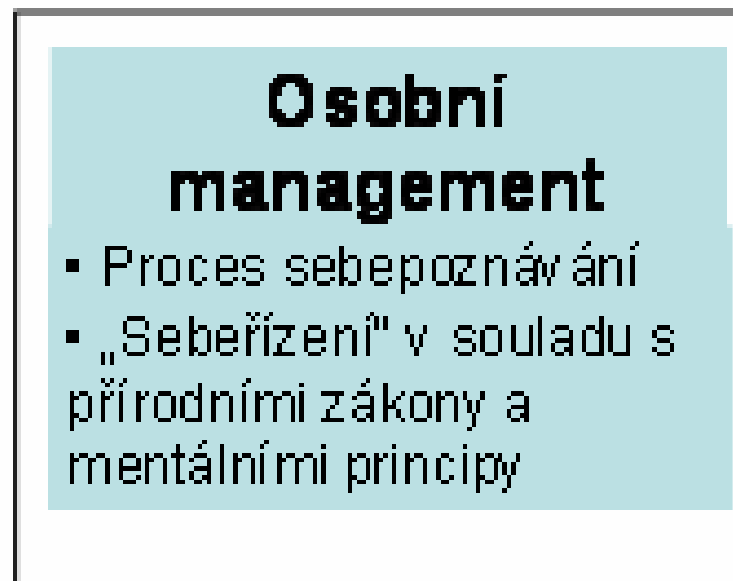 Osobní
management
▪ Proces sebepoznávání
▪ „Sebeřízení" v souladu s
přírodními zákony a
mentálními principy